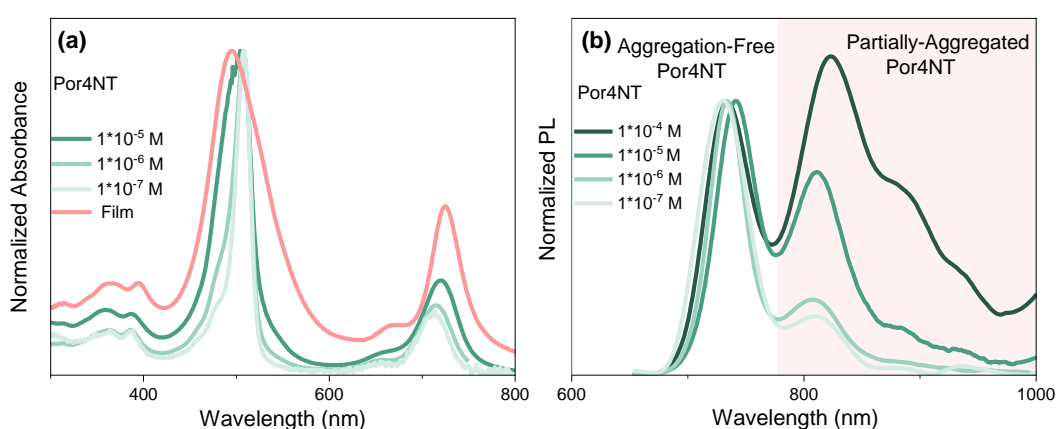 (a)
Por4NT
1*10⁻⁵ M
1*10⁻⁶ M
1*10⁻⁷ M
Film
Normalized Absorbance
400
500
600
700
800
Wavelength (nm)
(b)
Aggregation-Free
Por4NT
Partially-Aggregated
Por4NT
Por4NT
1*10⁻⁴ M
1*10⁻⁵ M
1*10⁻⁶ M
1*10⁻⁷ M
Normalized PL
600
800
1000
Wavelength (nm)